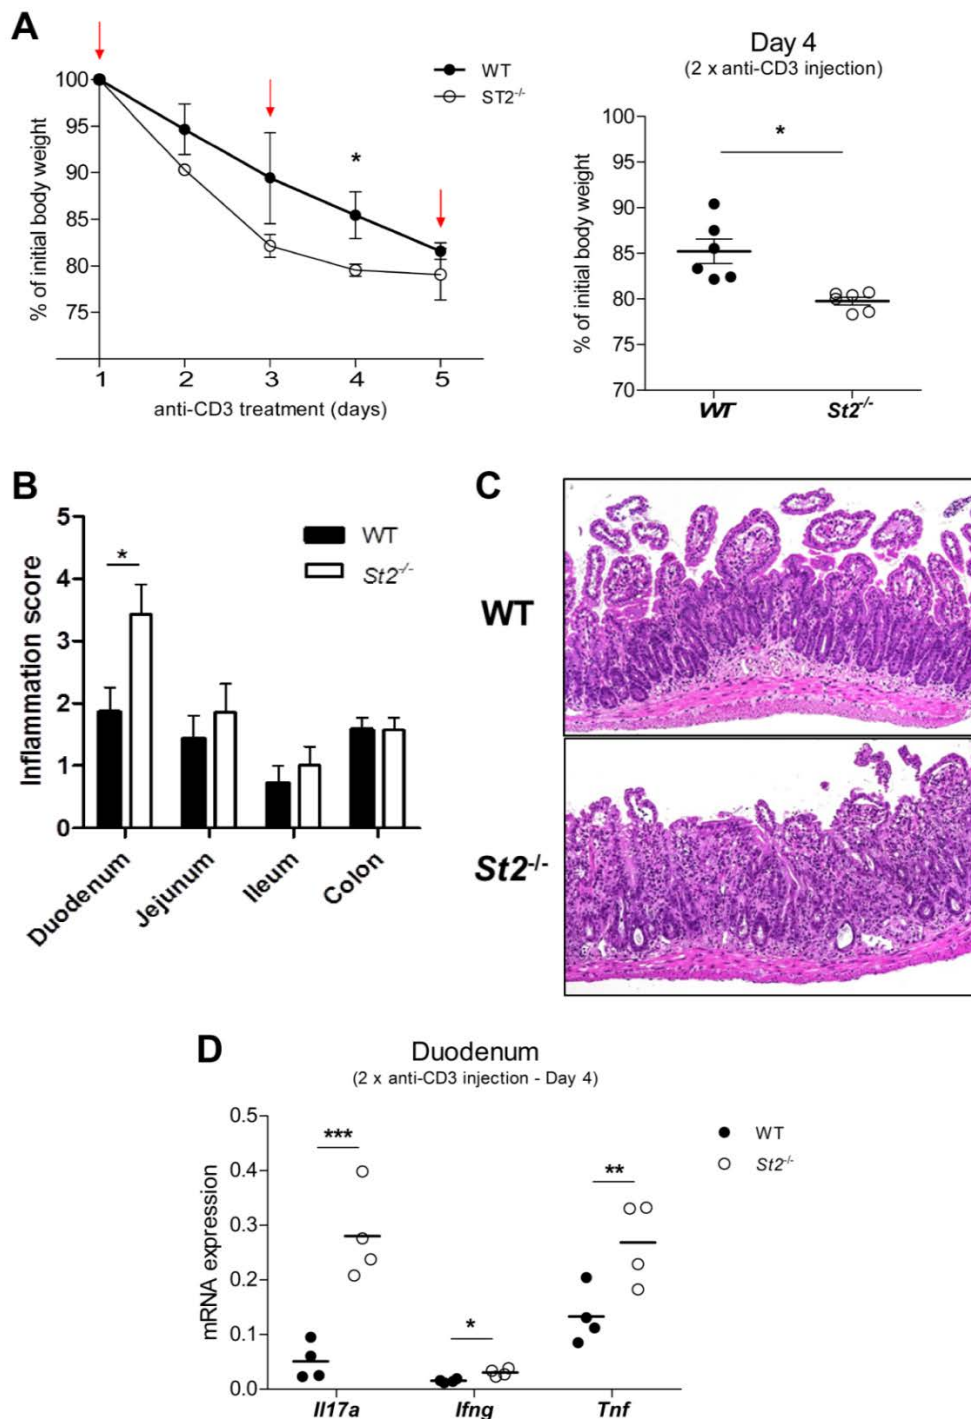 A
% of initial body weight
100
95
90
85
80
75
*
WT
ST2-/-
1 2 3 4 5
anti-CD3 treatment (days)
Day 4
(2 x anti-CD3 injection)
% of initial body weight
100
95
90
85
80
75
70
*
WT St2-/-
B
Inflammation score
5
4
3
2
1
0
*
WT
St2-/-
Duodenum
Jejunum
Ileum
Colon
C
WT
St2-/-
D
Duodenum
(2 x anti-CD3 injection - Day 4)
mRNA expression
0.5
0.4
0.3
0.2
0.1
0.0
***
*
**
WT
St2-/-
Il17a Ifng Tnf